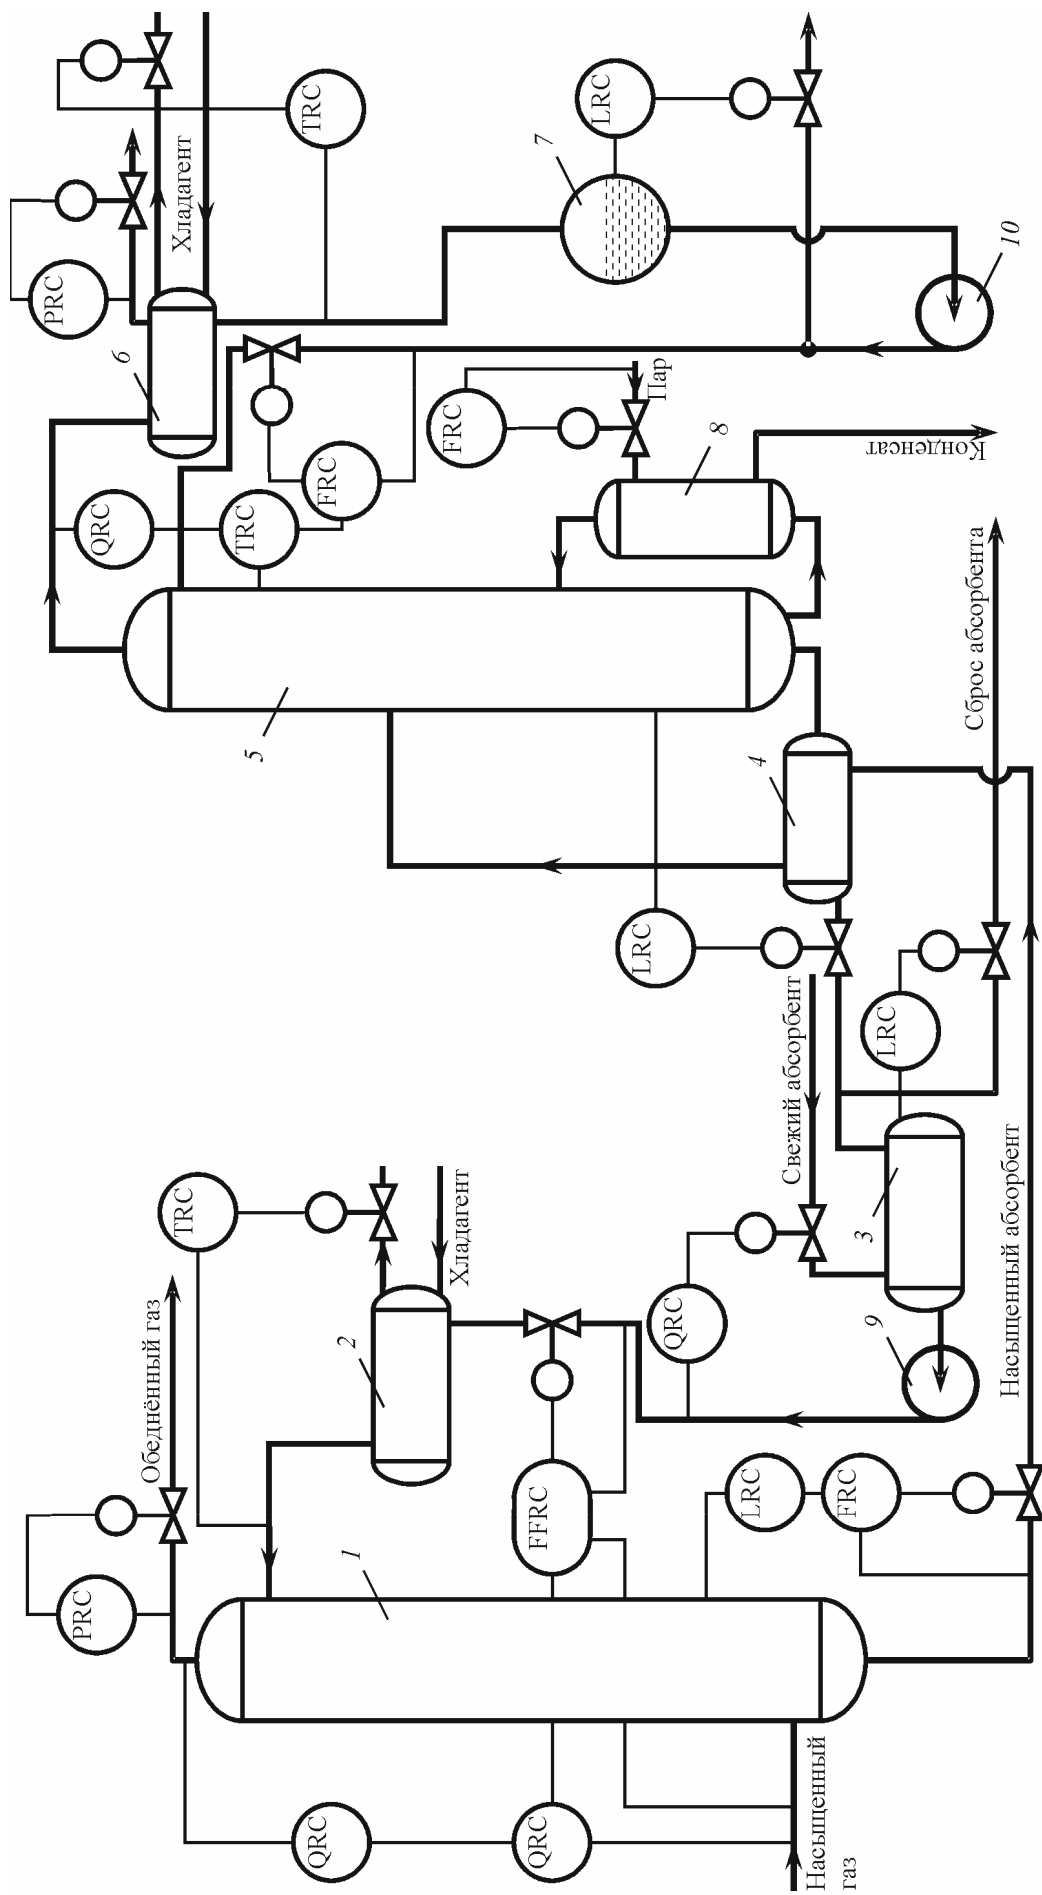 Насыщенный
газ
QRC
QRC
PRC
Обеднённый газ
1
FFRC
LRC
FRC
TRC
2
Хладагент
QRC
9
3
Свежий абсорбент
Насыщенный абсорбент
LRC
LRC
Сброс абсорбента
4
5
QRC
TRC
FRC
6
PRC
Хладагент
TRC
FRC
Пар
8
Конденсат
7
LRC
10